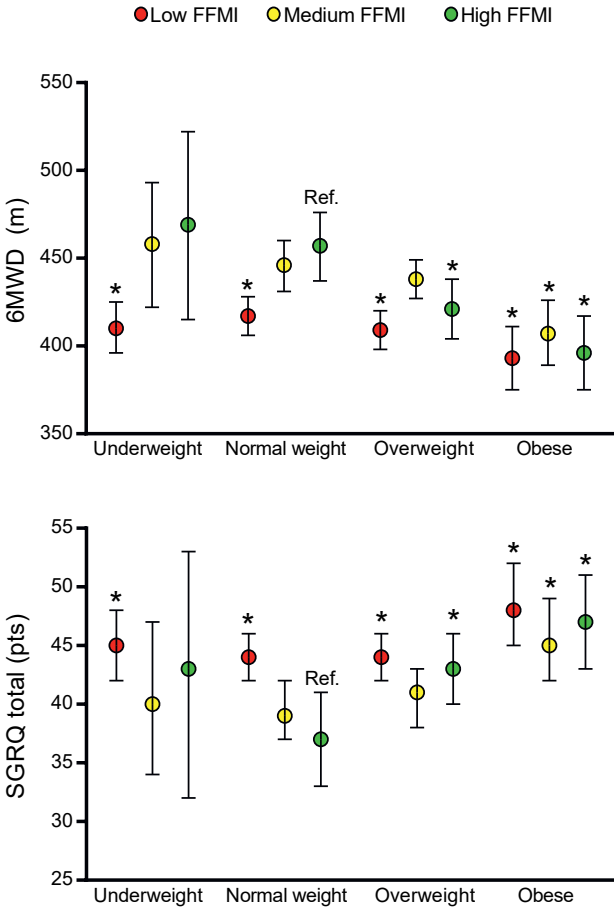 Low FFMI Medium FFMI High FFMI
6MWD (m)
550
500
450
400
350
* * Ref. * * * * *
Underweight Normal weight Overweight Obese
SGRQ total (pts)
55
50
45
40
35
30
25
* * Ref. * * * * *
Underweight Normal weight Overweight Obese